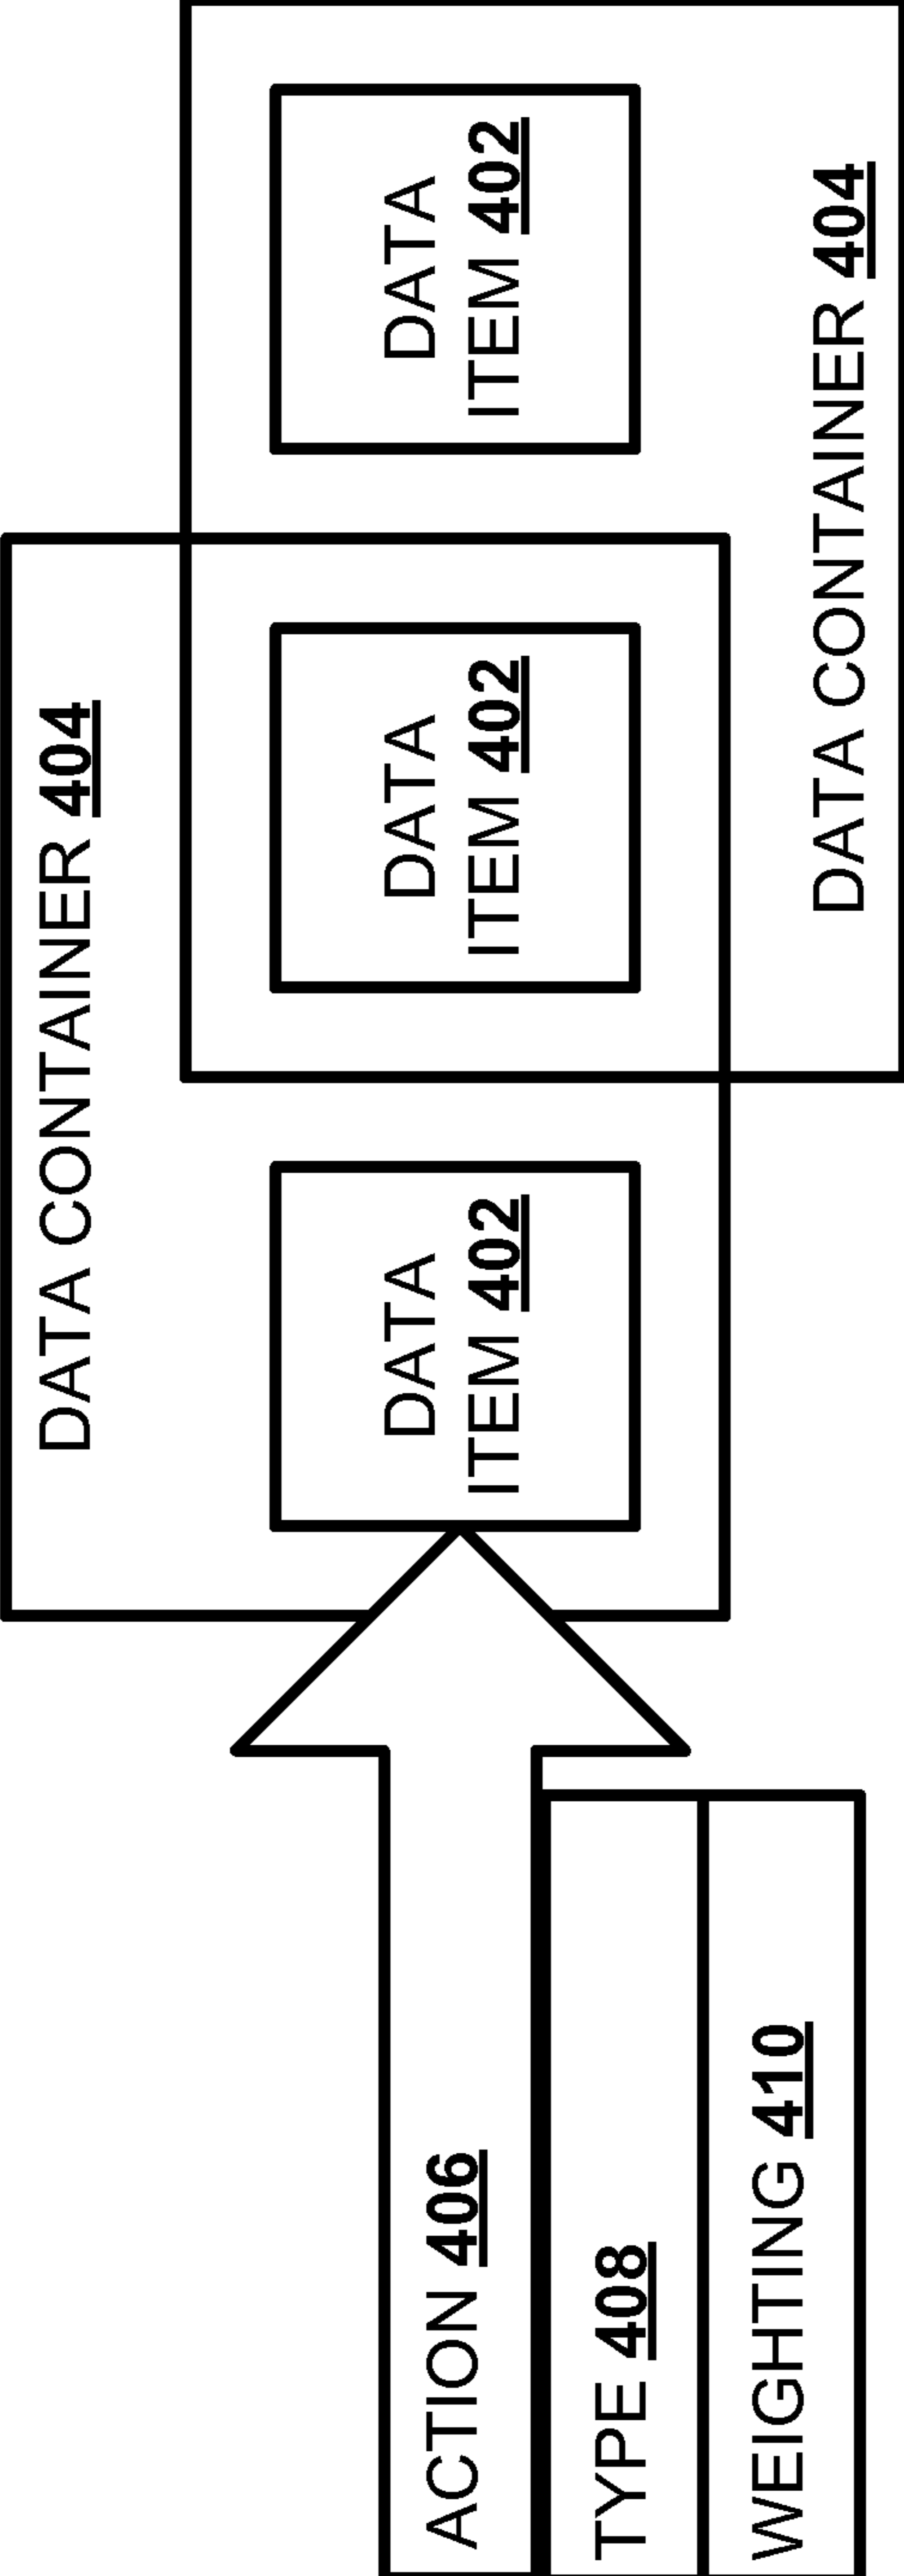 DATA CONTAINER 404
ACTION 406
TYPE 408
WEIGHTING 410
DATA
ITEM 402
DATA
ITEM 402
DATA
ITEM 402
DATA CONTAINER 404